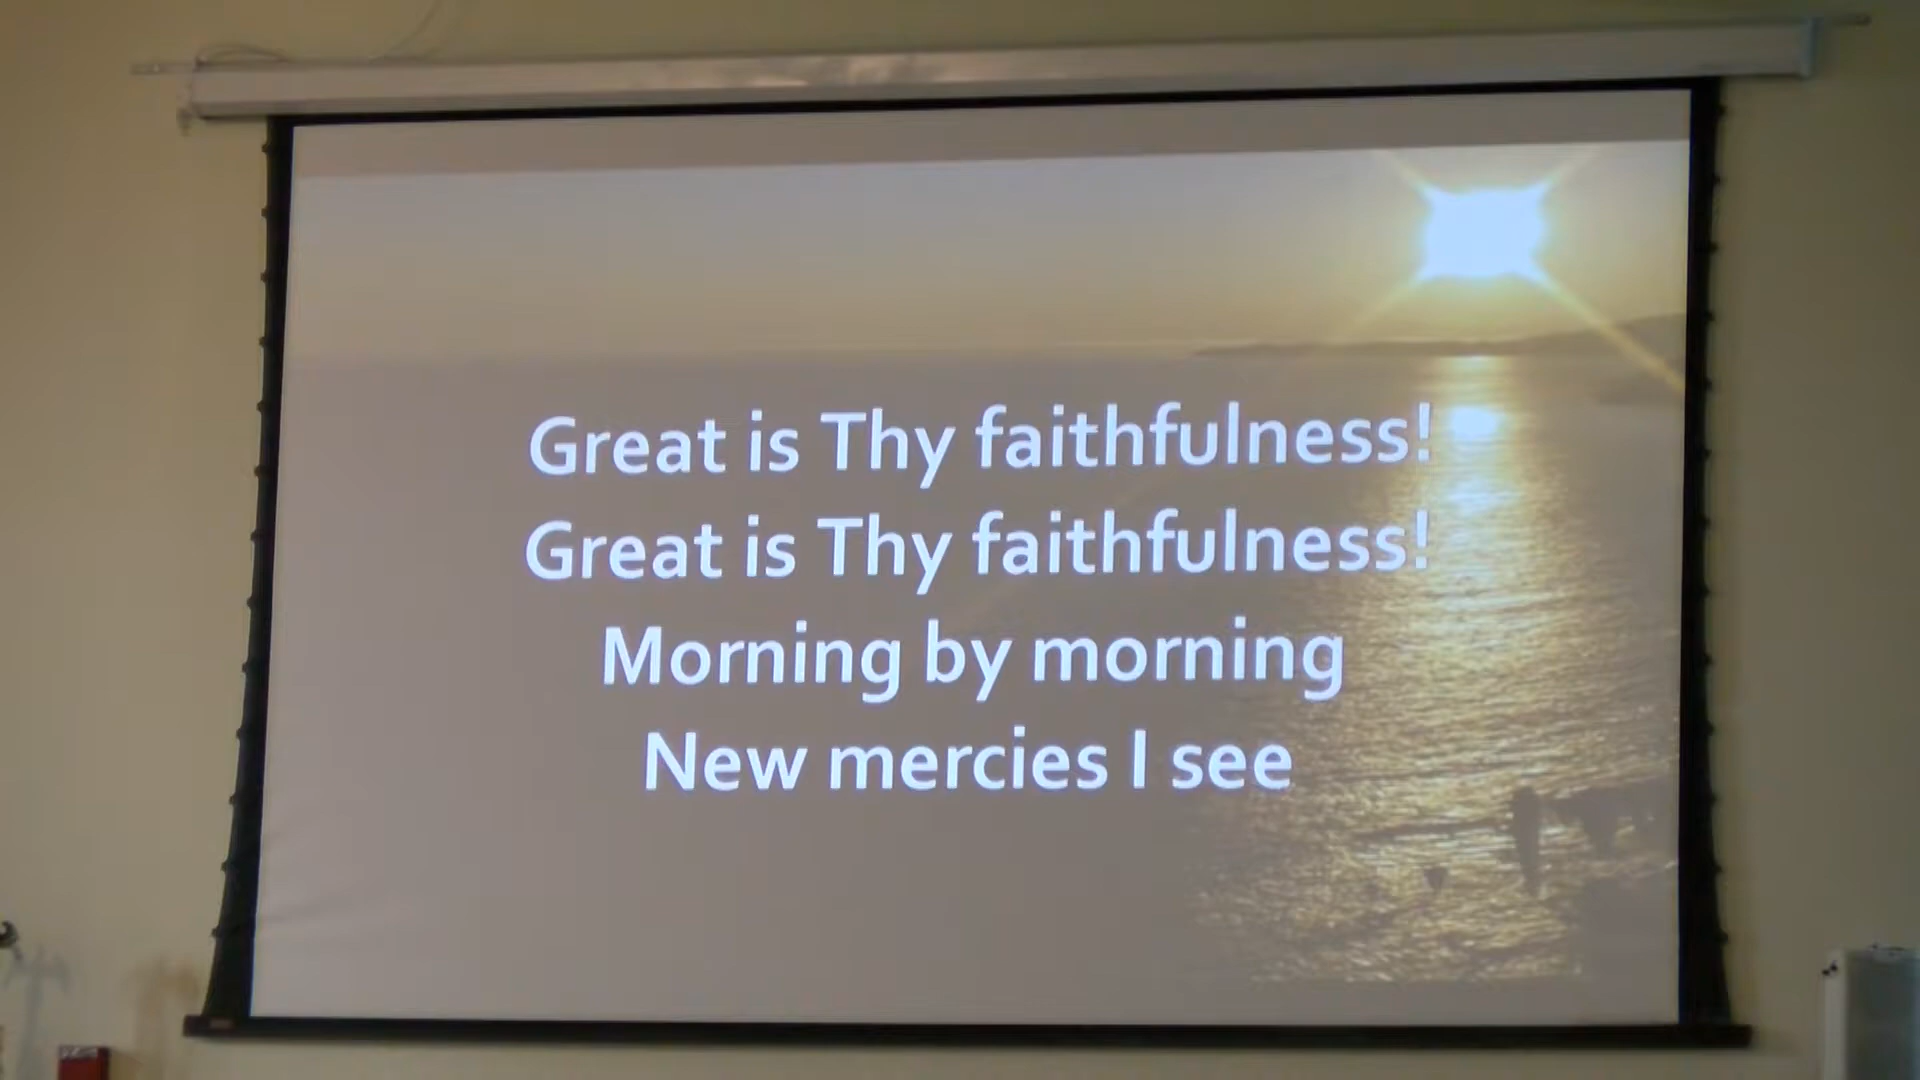 Great is Thy faithfulness!
Great is Thy faithfulness!
Morning by morning
New mercies I see